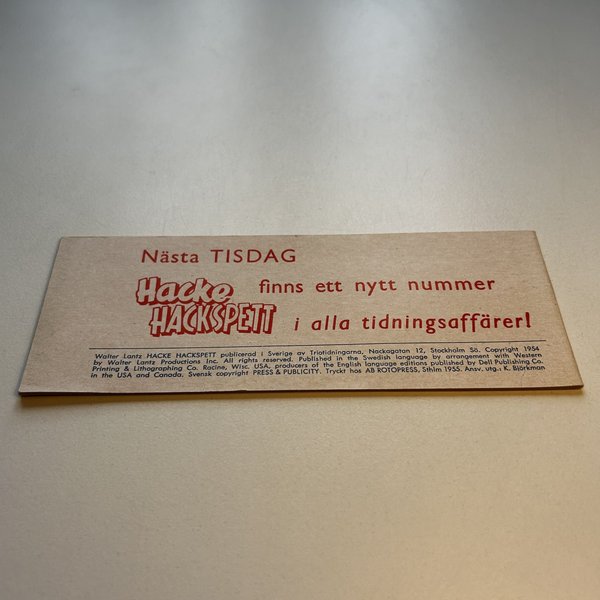 Nästa TISDAG
Hacke finns ett nytt nummer
HACKSPETT i alla tidningsaffärer!
Walter Lantz HACKE HACKSPETT publicerad i Sverige av Triotidningarna, Nackagatan 12, Stockholm Sö. Copyright 1954
by Walter Lantz Productions Inc. All rights reserved. Published in the Swedish language by arrangement with Western
Printing & Lithographing Co. Racine, Wisc. USA, producers of the English language editions published by Dell Publishing Co.
in the USA and Canada, Svensk copyright PRESS & PUBLICITY. Tryckt hos AB ROTOPRESS, Sthlm 1955. Ansv. utg.: K. Björkman